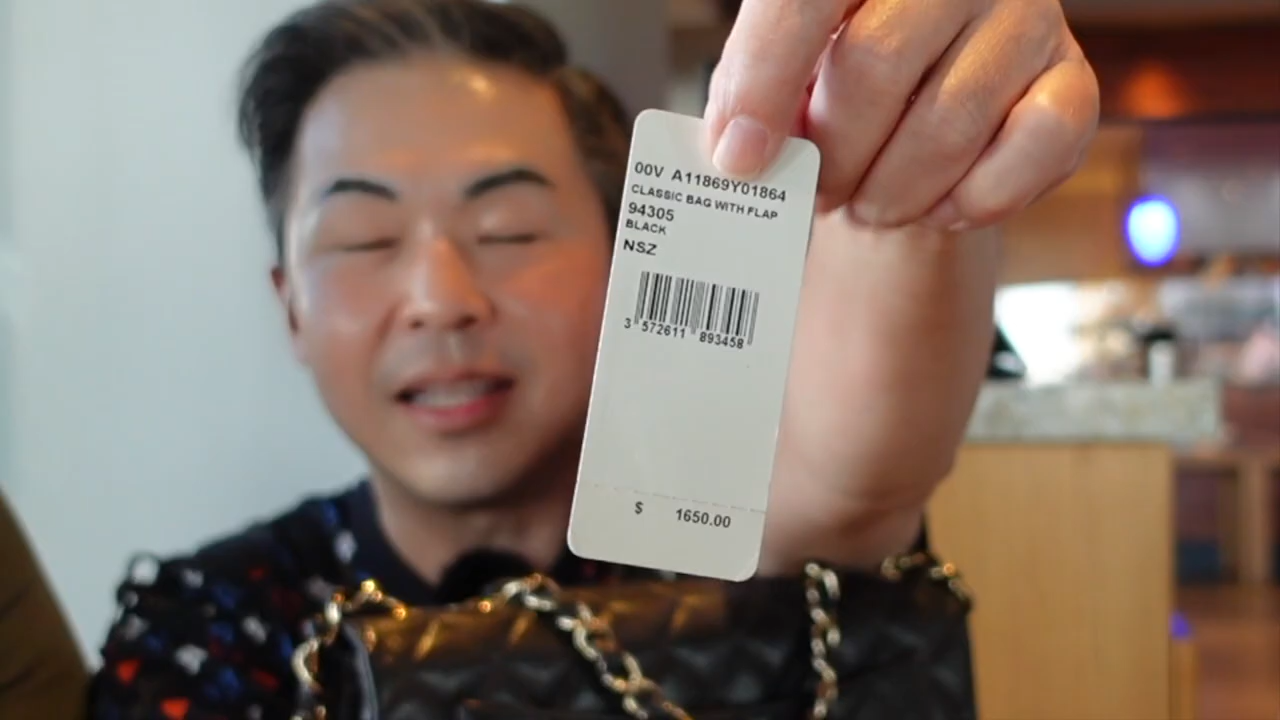 00V A11869Y01864
CLASSIC BAG WITH FLAP
94305
BLACK
NSZ
3 572611 893458
$ 1650.00